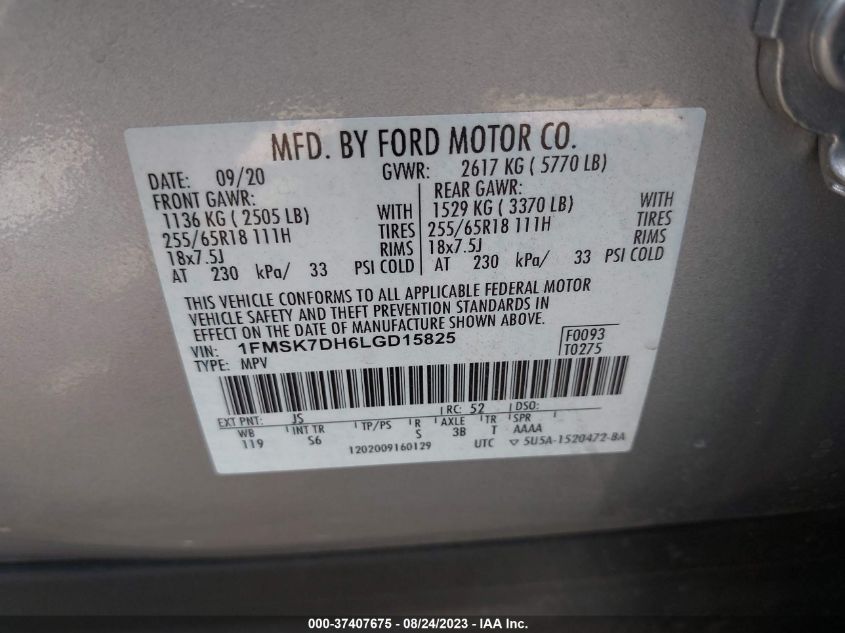 MFD. BY FORD MOTOR CO.
DATE: 09/20 GVWR: 2617 KG ( 5770 LB)
FRONT GAWR: REAR GAWR:
1136 KG ( 2505 LB) WITH 1529 KG ( 3370 LB) WITH
255/65R18 111H TIRES 255/65R18 111H TIRES
18x7.5J RIMS 18x7.5J RIMS
AT 230 kPa/ 33 PSI COLD AT 230 kPa/ 33 PSI COLD
THIS VEHICLE CONFORMS TO ALL APPLICABLE FEDERAL MOTOR
VEHICLE SAFETY AND THEFT PREVENTION STANDARDS IN
EFFECT ON THE DATE OF MANUFACTURE SHOWN ABOVE.
VIN: 1FMSK7DH6LGD15825 F0093
TYPE: MPV T0275
EXT PNT: JS RC: 52 DSO:
WB INT TR TP/PS R AXLE TR SPR
119 S6 S 3B T AAAA
1202009160129 UTC ▽ 5U5A-1520472-BA
000-37407675 - 08/24/2023 - IAA Inc.